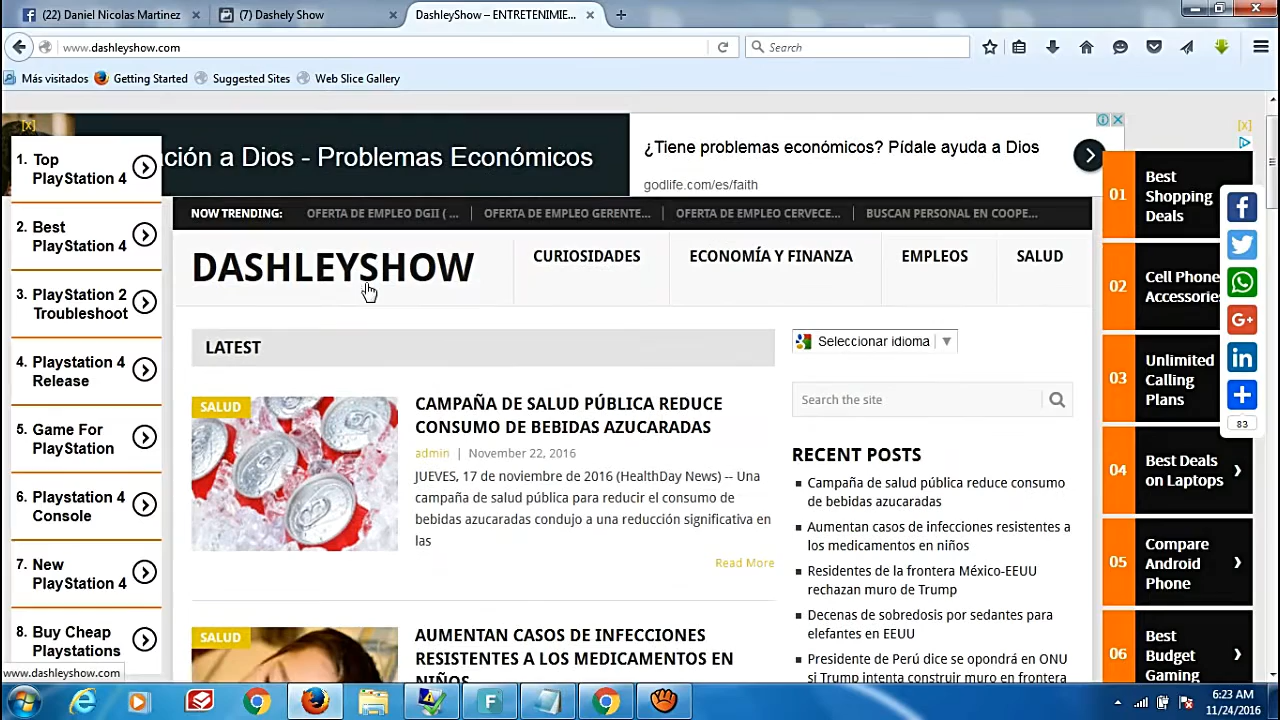 (22) Daniel Nicolas Martinez
(7) Dashely Show
DashleyShow – ENTRETENIMIE...
www.dashleyshow.com
Search
Más visitados
Getting Started
Suggested Sites
Web Slice Gallery
[X]
ción a Dios - Problemas Económicos
¿Tiene problemas económicos? Pídale ayuda a Dios
godlife.com/es/faith
[X]
1. Top
PlayStation 4
2. Best
PlayStation 4
3. PlayStation 2
Troubleshoot
4. Playstation 4
Release
5. Game For
PlayStation
6. Playstation 4
Console
7. New
PlayStation 4
8. Buy Cheap
Playstations
NOW TRENDING:
OFERTA DE EMPLEO DGII ( ...
OFERTA DE EMPLEO GERENTE...
OFERTA DE EMPLEO CERVECE...
BUSCAN PERSONAL EN COOPE...
DASHLEYSHOW
CURIOSIDADES
ECONOMÍA Y FINANZA
EMPLEOS
SALUD
LATEST
SALUD
CAMPAÑA DE SALUD PÚBLICA REDUCE
CONSUMO DE BEBIDAS AZUCARADAS
admin | November 22, 2016
JUEVES, 17 de noviembre de 2016 (HealthDay News) -- Una
campaña de salud pública para reducir el consumo de
bebidas azucaradas condujo a una reducción significativa en
las
Read More
SALUD
AUMENTAN CASOS DE INFECCIONES
RESISTENTES A LOS MEDICAMENTOS EN
NIÑOS
Seleccionar idioma
Search the site
RECENT POSTS
Campaña de salud pública reduce consumo
de bebidas azucaradas
Aumentan casos de infecciones resistentes a
los medicamentos en niños
Residentes de la frontera México-EEUU
rechazan muro de Trump
Decenas de sobredosis por sedantes para
elefantes en EEUU
Presidente de Perú dice se opondrá en ONU
si Trump intenta construir muro en frontera
01
Best
Shopping
Deals
02
Cell Phone
Accessories
03
Unlimited
Calling
Plans
04
Best Deals
on Laptops
05
Compare
Android
Phone
06
Best
Budget
Gaming
83
www.dashleyshow.com
6:23 AM
11/24/2016